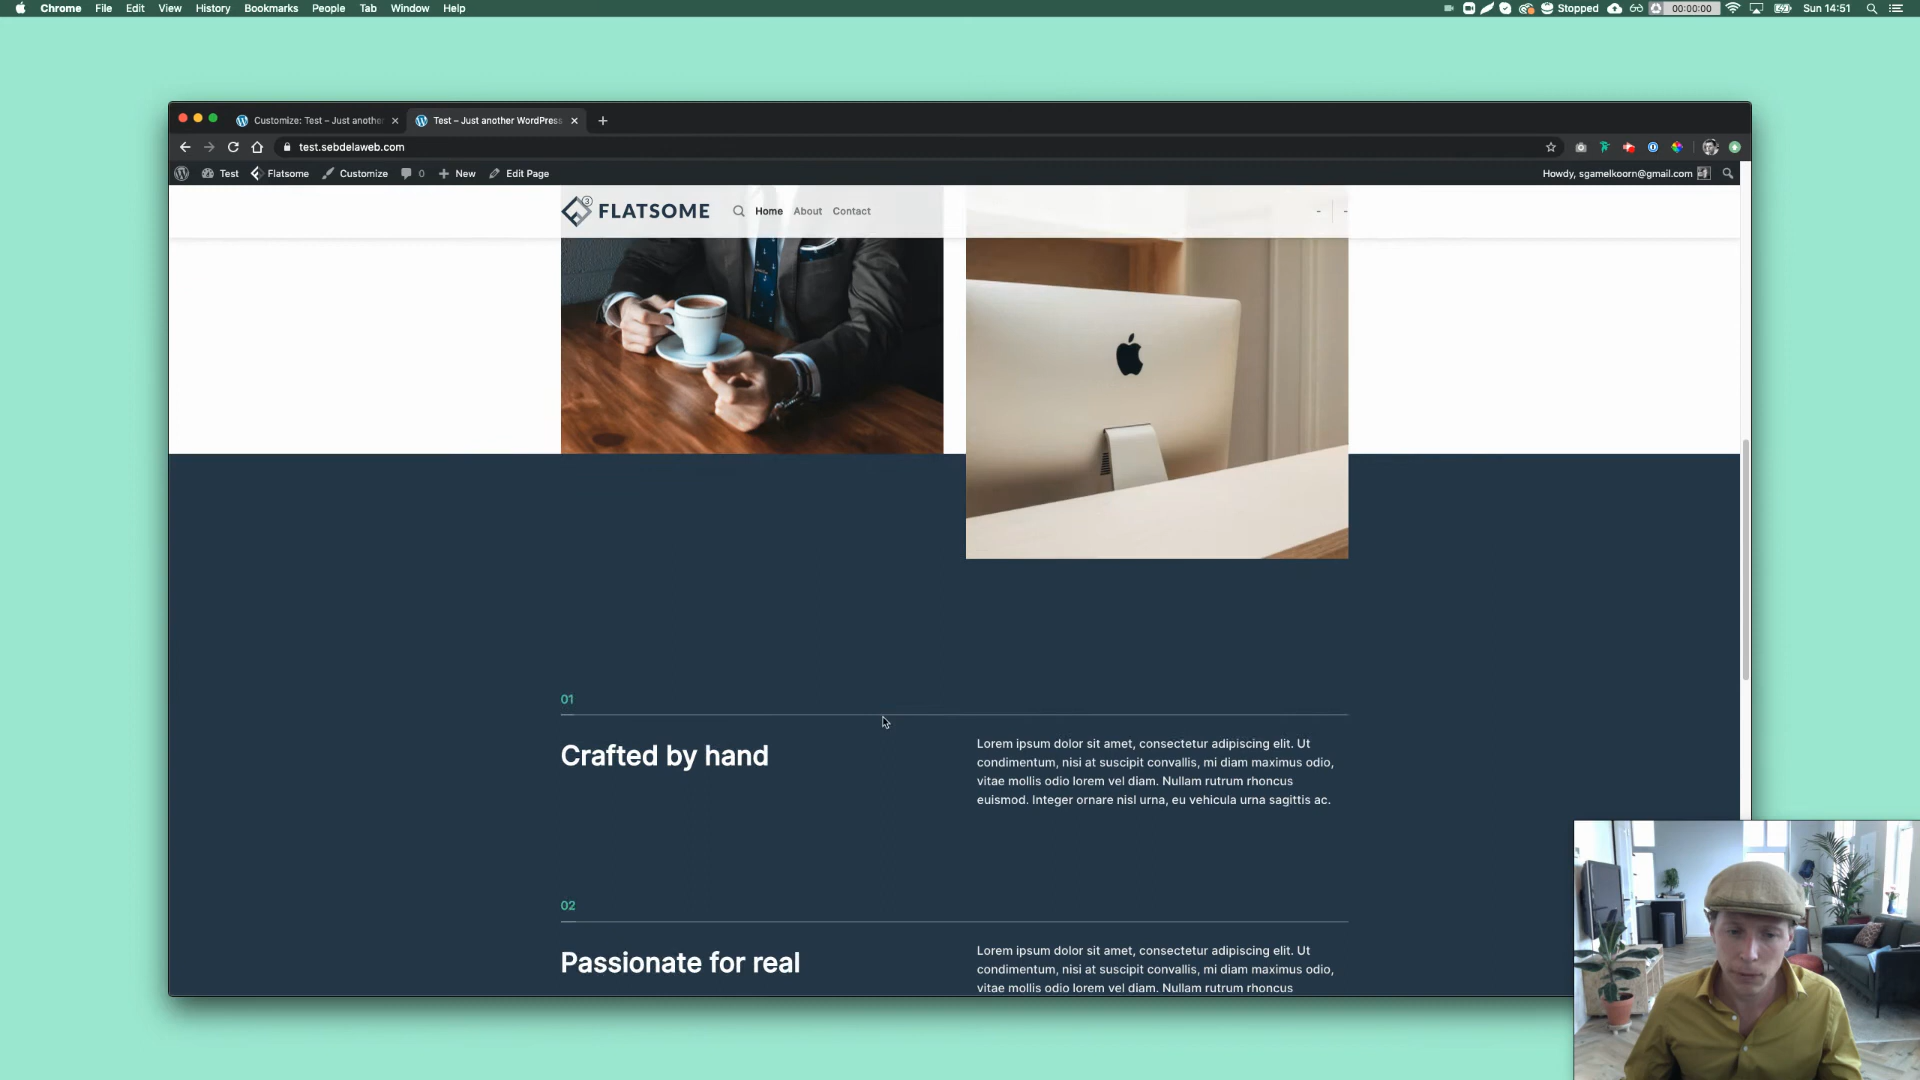 Chrome File Edit View History Bookmarks People Tab Window Help
Stopped 00:00:00 Sun 14:51
Customize: Test – Just another
Test – Just another WordPress
test.sebdelaweb.com
Test Flatsome Customize 0 New Edit Page
Howdy, sgamelkoorn@gmail.com
3
FLATSOME Home About Contact - -
01
Crafted by hand
Lorem ipsum dolor sit amet, consectetur adipiscing elit. Ut
condimentum, nisi at suscipit convallis, mi diam maximus odio,
vitae mollis odio lorem vel diam. Nullam rutrum rhoncus
euismod. Integer ornare nisl urna, eu vehicula urna sagittis ac.
02
Passionate for real
Lorem ipsum dolor sit amet, consectetur adipiscing elit. Ut
condimentum, nisi at suscipit convallis, mi diam maximus odio,
vitae mollis odio lorem vel diam. Nullam rutrum rhoncus